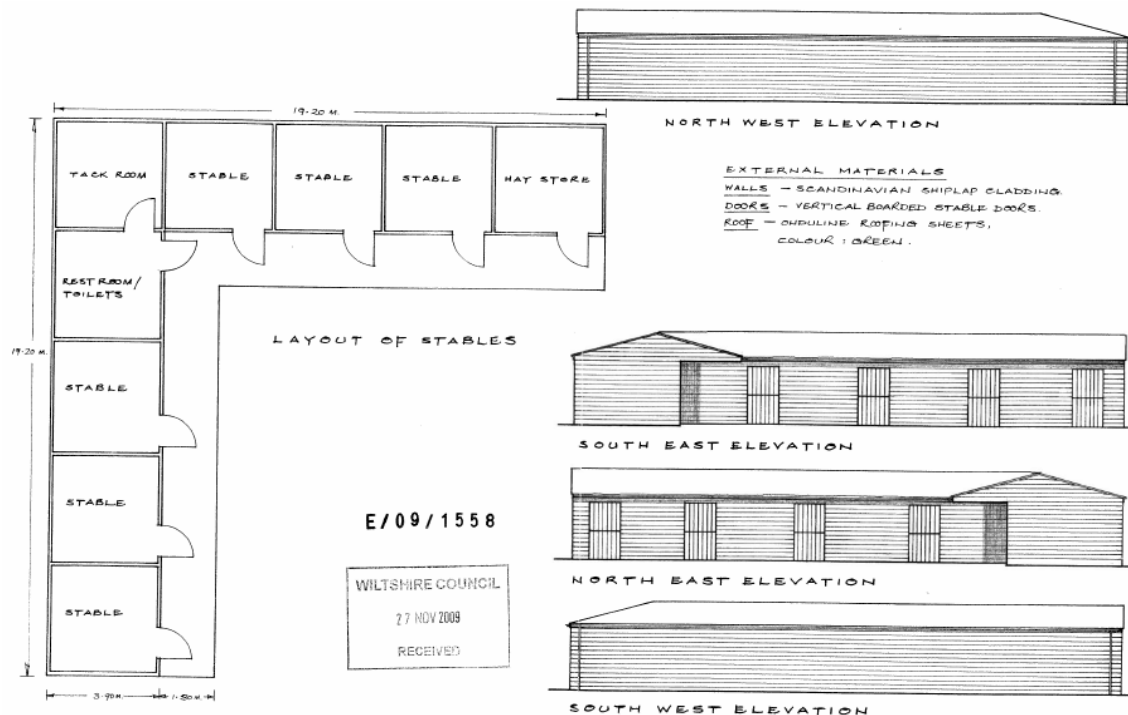 19.20 M.
TACK ROOM
STABLE
STABLE
STABLE
HAY STORE
REST ROOM/
TOILETS
19.20 M.
STABLE
STABLE
STABLE
3.90 M.
1.80 M.
LAYOUT OF STABLES
E/09/1558
WILTSHIRE COUNCIL
27 NOV 2009
RECEIVED
NORTH WEST ELEVATION
EXTERNAL MATERIALS
WALLS - SCANDINAVIAN SHIPLAP CLADDING.
DOORS - VERTICAL BOARDED STABLE DOORS.
ROOF - ONDULINE ROOFING SHEETS,
COLOUR : GREEN.
SOUTH EAST ELEVATION
NORTH EAST ELEVATION
SOUTH WEST ELEVATION